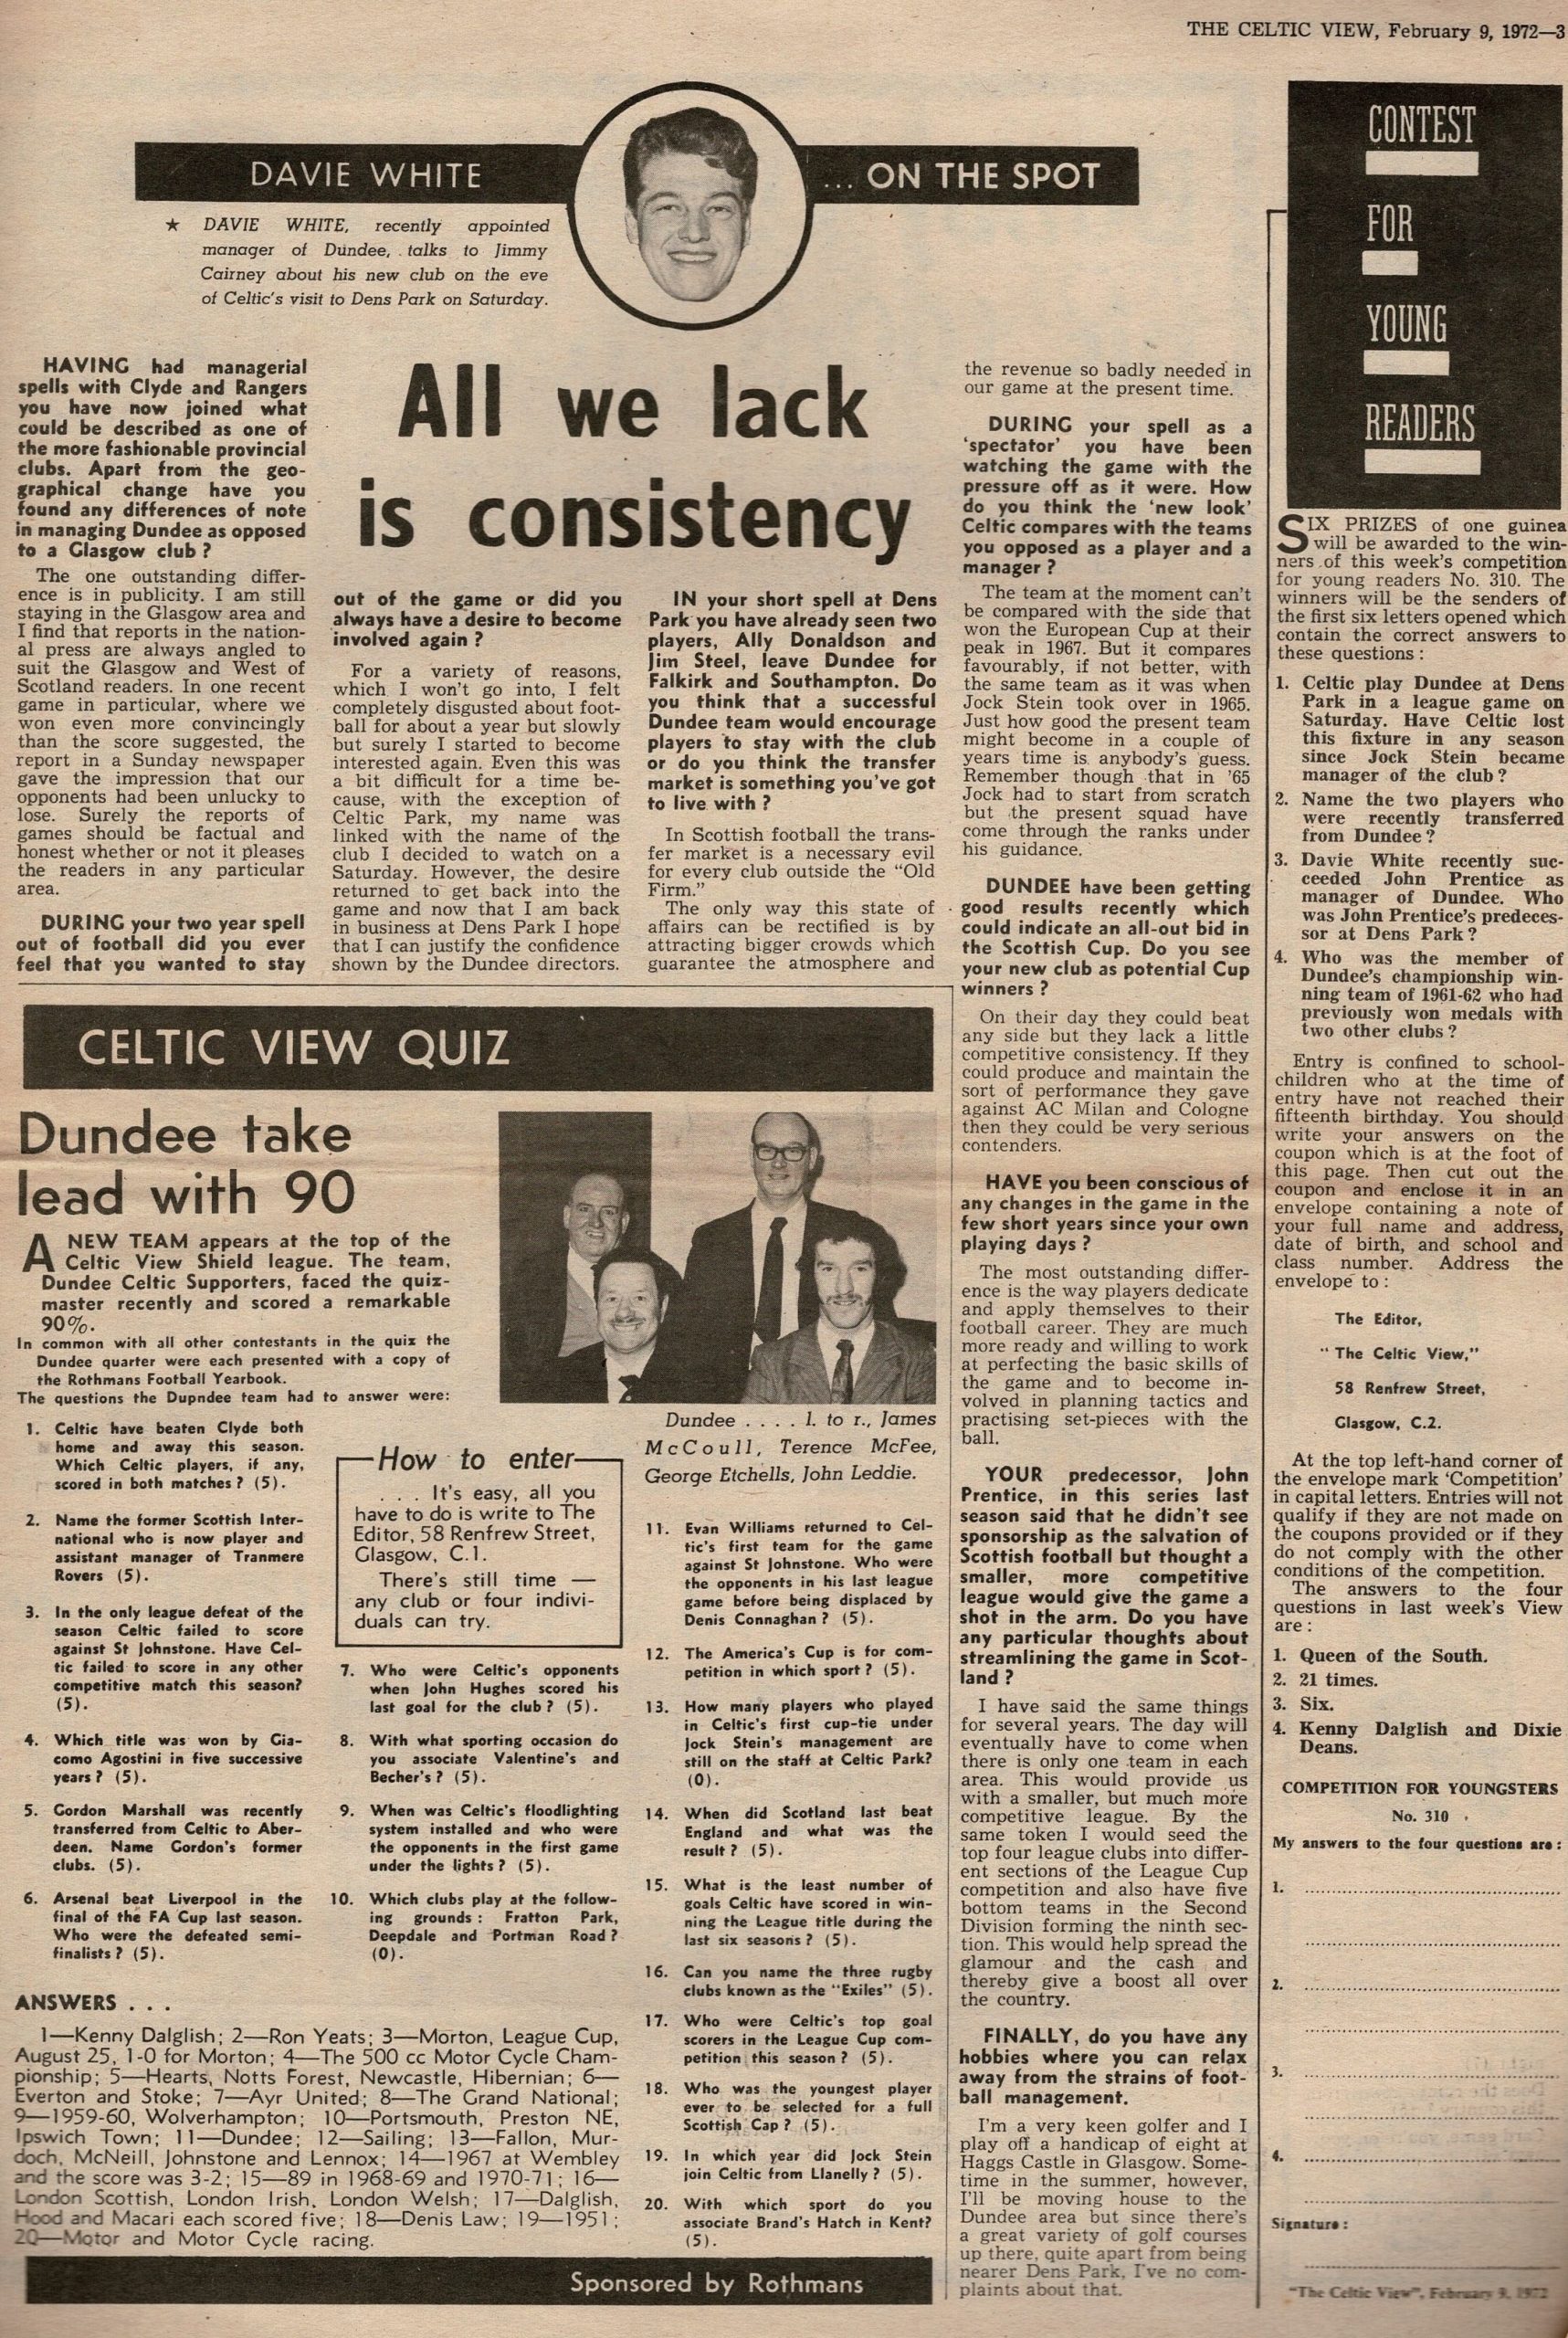 THE CELTIC VIEW, February 9, 1972—3
DAVIE WHITE
... ON THE SPOT
★ DAVIE WHITE, recently appointed
manager of Dundee, talks to Jimmy
Cairney about his new club on the eve
of Celtic's visit to Dens Park on Saturday.
All we lack
is consistency
HAVING had managerial
spells with Clyde and Rangers
you have now joined what
could be described as one of
the more fashionable provincial
clubs. Apart from the geo-
graphical change have you
found any differences of note
in managing Dundee as opposed
to a Glasgow club ?
The one outstanding differ-
ence is in publicity. I am still
staying in the Glasgow area and
I find that reports in the nation-
al press are always angled to
suit the Glasgow and West of
Scotland readers. In one recent
game in particular, where we
won even more convincingly
than the score suggested, the
report in a Sunday newspaper
gave the impression that our
opponents had been unlucky to
lose. Surely the reports of
games should be factual and
honest whether or not it pleases
the readers in any particular
area.
DURING your two year spell
out of football did you ever
feel that you wanted to stay
out of the game or did you
always have a desire to become
involved again ?
For a variety of reasons,
which I won't go into, I felt
completely disgusted about foot-
ball for about a year but slowly
but surely I started to become
interested again. Even this was
a bit difficult for a time be-
cause, with the exception of
Celtic Park, my name was
linked with the name of the
club I decided to watch on a
Saturday. However, the desire
returned to get back into the
game and now that I am back
in business at Dens Park I hope
that I can justify the confidence
shown by the Dundee directors.
IN your short spell at Dens
Park you have already seen two
players, Ally Donaldson and
Jim Steel, leave Dundee for
Falkirk and Southampton. Do
you think that a successful
Dundee team would encourage
players to stay with the club
or do you think the transfer
market is something you've got
to live with ?
In Scottish football the trans-
fer market is a necessary evil
for every club outside the "Old
Firm."
The only way this state of
affairs can be rectified is by
attracting bigger crowds which
guarantee the atmosphere and
the revenue so badly needed in
our game at the present time.
DURING your spell as a
'spectator' you have been
watching the game with the
pressure off as it were. How
do you think the 'new look'
Celtic compares with the teams
you opposed as a player and a
manager ?
The team at the moment can't
be compared with the side that
won the European Cup at their
peak in 1967. But it compares
favourably, if not better, with
the same team as it was when
Jock Stein took over in 1965.
Just how good the present team
might become in a couple of
years time is anybody's guess.
Remember though that in '65
Jock had to start from scratch
but the present squad have
come through the ranks under
his guidance.
DUNDEE have been getting
good results recently which
could indicate an all-out bid in
the Scottish Cup. Do you see
your new club as potential Cup
winners ?
On their day they could beat
any side but they lack a little
competitive consistency. If they
could produce and maintain the
sort of performance they gave
against AC Milan and Cologne
then they could be very serious
contenders.
HAVE you been conscious of
any changes in the game in the
few short years since your own
playing days ?
The most outstanding differ-
ence is the way players dedicate
and apply themselves to their
football career. They are much
more ready and willing to work
at perfecting the basic skills of
the game and to become in-
volved in planning tactics and
practising set-pieces with the
ball.
YOUR predecessor, John
Prentice, in this series last
season said that he didn't see
sponsorship as the salvation of
Scottish football but thought a
smaller, more competitive
league would give the game a
shot in the arm. Do you have
any particular thoughts about
streamlining the game in Scot-
land ?
I have said the same things
for several years. The day will
eventually have to come when
there is only one team in each
area. This would provide us
with a smaller, but much more
competitive league. By the
same token I would seed the
top four league clubs into differ-
ent sections of the League Cup
competition and also have five
bottom teams in the Second
Division forming the ninth sec-
tion. This would help spread the
glamour and the cash and
thereby give a boost all over
the country.
FINALLY, do you have any
hobbies where you can relax
away from the strains of foot-
ball management.
I'm a very keen golfer and I
play off a handicap of eight at
Haggs Castle in Glasgow. Some-
time in the summer, however,
I'll be moving house to the
Dundee area but since there's
a great variety of golf courses
up there, quite apart from being
nearer Dens Park, I've no com-
plaints about that.
CELTIC VIEW QUIZ
Dundee take
lead with 90
A NEW TEAM appears at the top of the
Celtic View Shield league. The team,
Dundee Celtic Supporters, faced the quiz-
master recently and scored a remarkable
90%.
In common with all other contestants in the quiz the
Dundee quarter were each presented with a copy of
the Rothmans Football Yearbook.
The questions the Dupndee team had to answer were:
Dundee . . . . l. to r., James
McCoull, Terence McFee,
George Etchells, John Leddie.
1. Celtic have beaten Clyde both
home and away this season.
Which Celtic players, if any,
scored in both matches ? (5).
2. Name the former Scottish Inter-
national who is now player and
assistant manager of Tranmere
Rovers (5).
3. In the only league defeat of the
season Celtic failed to score
against St Johnstone. Have Cel-
tic failed to score in any other
competitive match this season?
(5).
4. Which title was won by Gia-
como Agostini in five successive
years ? (5).
5. Gordon Marshall was recently
transferred from Celtic to Aber-
deen. Name Gordon's former
clubs. (5).
6. Arsenal beat Liverpool in the
final of the FA Cup last season.
Who were the defeated semi-
finalists ? (5).
How to enter
. . . It's easy, all you
have to do is write to The
Editor, 58 Renfrew Street,
Glasgow, C.1.
There's still time —
any club or four indivi-
duals can try.
7. Who were Celtic's opponents
when John Hughes scored his
last goal for the club ? (5).
8. With what sporting occasion do
you associate Valentine's and
Becher's ? (5).
9. When was Celtic's floodlighting
system installed and who were
the opponents in the first game
under the lights ? (5).
10. Which clubs play at the follow-
ing grounds : Fratton Park,
Deepdale and Portman Road ?
(0).
11. Evan Williams returned to Cel-
tic's first team for the game
against St Johnstone. Who were
the opponents in his last league
game before being displaced by
Denis Connaghan ? (5).
12. The America's Cup is for com-
petition in which sport ? (5).
13. How many players who played
in Celtic's first cup-tie under
Jock Stein's management are
still on the staff at Celtic Park?
(0).
14. When did Scotland last beat
England and what was the
result ? (5).
15. What is the least number of
goals Celtic have scored in win-
ning the League title during the
last six seasons ? (5).
16. Can you name the three rugby
clubs known as the "Exiles" (5).
17. Who were Celtic's top goal
scorers in the League Cup com-
petition this season ? (5).
18. Who was the youngest player
ever to be selected for a full
Scottish Cap ? (5).
19. In which year did Jock Stein
join Celtic from Llanelly ? (5).
20. With which sport do you
associate Brand's Hatch in Kent?
(5).
ANSWERS . . .
1—Kenny Dalglish; 2—Ron Yeats; 3—Morton, League Cup,
August 25, 1-0 for Morton; 4—The 500 cc Motor Cycle Cham-
pionship; 5—Hearts, Notts Forest, Newcastle, Hibernian; 6—
Everton and Stoke; 7—Ayr United; 8—The Grand National;
9—1959-60, Wolverhampton; 10—Portsmouth, Preston NE,
Ipswich Town; 11—Dundee; 12—Sailing; 13—Fallon, Mur-
doch, McNeill, Johnstone and Lennox; 14—1967 at Wembley
and the score was 3-2; 15—89 in 1968-69 and 1970-71; 16—
London Scottish, London Irish, London Welsh; 17—Dalglish,
Hood and Macari each scored five; 18—Denis Law; 19—1951;
20—Motor and Motor Cycle racing.
Sponsored by Rothmans
CONTEST
FOR
YOUNG
READERS
SIX PRIZES of one guinea
will be awarded to the win-
ners of this week's competition
for young readers No. 310. The
winners will be the senders of
the first six letters opened which
contain the correct answers to
these questions :
1. Celtic play Dundee at Dens
Park in a league game on
Saturday. Have Celtic lost
this fixture in any season
since Jock Stein became
manager of the club ?
2. Name the two players who
were recently transferred
from Dundee ?
3. Davie White recently suc-
ceeded John Prentice as
manager of Dundee. Who
was John Prentice's predeces-
sor at Dens Park ?
4. Who was the member of
Dundee's championship win-
ning team of 1961-62 who had
previously won medals with
two other clubs ?
Entry is confined to school-
children who at the time of
entry have not reached their
fifteenth birthday. You should
write your answers on the
coupon which is at the foot of
this page. Then cut out the
coupon and enclose it in an
envelope containing a note of
your full name and address,
date of birth, and school and
class number. Address the
envelope to :
The Editor,
" The Celtic View,"
58 Renfrew Street,
Glasgow, C.2.
At the top left-hand corner of
the envelope mark 'Competition'
in capital letters. Entries will not
qualify if they are not made on
the coupons provided or if they
do not comply with the other
conditions of the competition.
The answers to the four
questions in last week's View
are :
1. Queen of the South.
2. 21 times.
3. Six.
4. Kenny Dalglish and Dixie
Deans.
COMPETITION FOR YOUNGSTERS
No. 310
My answers to the four questions are :
1.
2.
3.
4.
Signature :
"The Celtic View", February 9, 1972